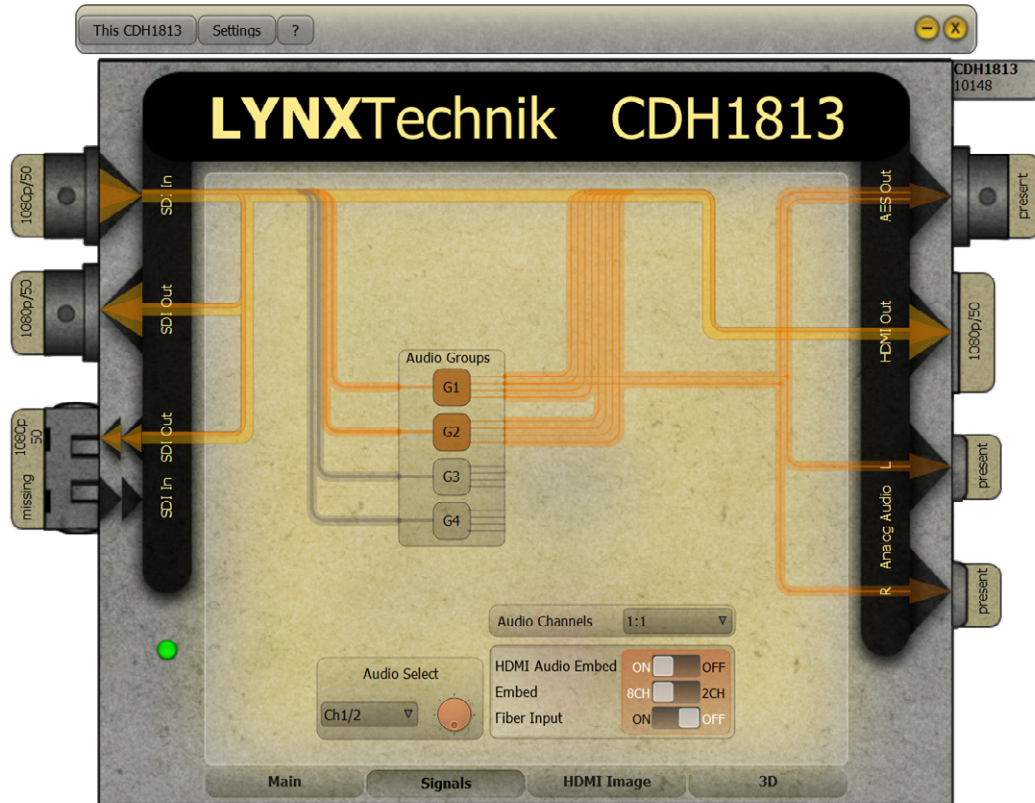 This CDH1813
Settings
?
CDH1813
10148
LYNXTechnik CDH1813
1080p/50
SDI In
AES Out
present
1080p/50
SDI Out
HDMI Out
1080p/50
Audio Groups
G1
G2
G3
G4
1080p
50
SDI Out
missing
SDI In
L
present
Analog Audio
R
present
Audio Channels
1:1
Audio Select
Ch1/2
HDMI Audio Embed
ON
OFF
Embed
8CH
2CH
Fiber Input
ON
OFF
Main
Signals
HDMI Image
3D